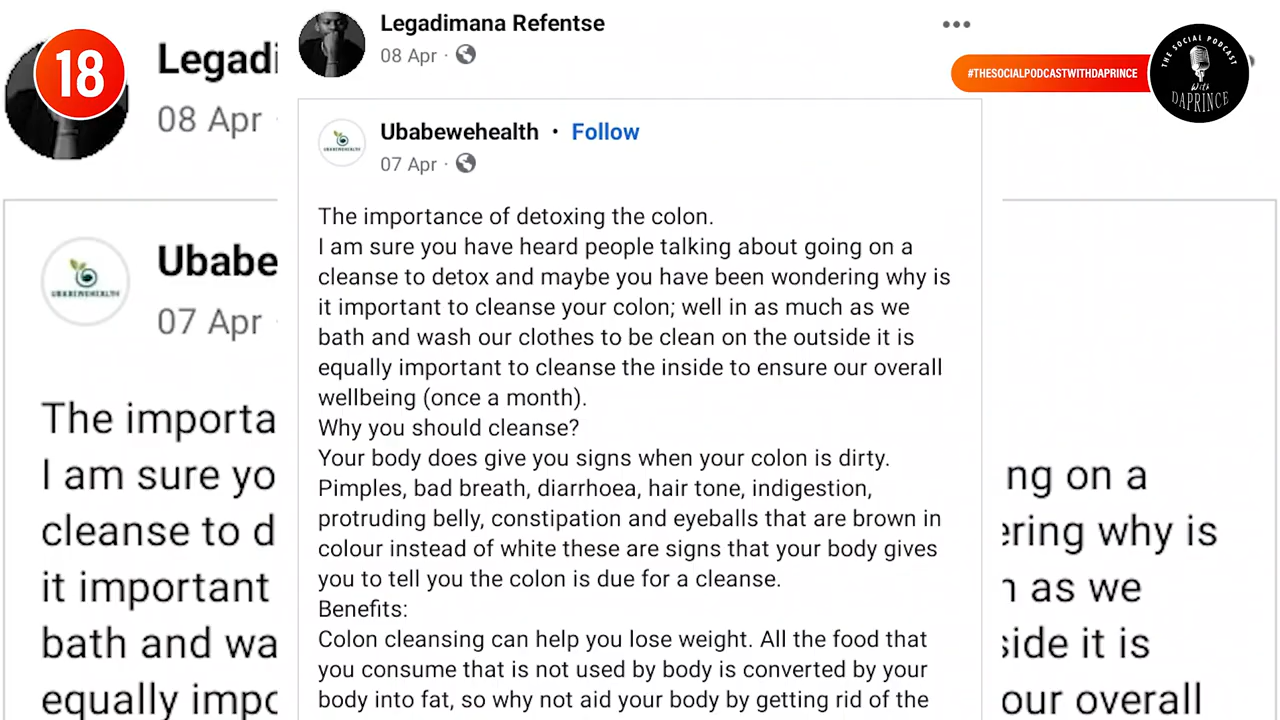 18
Legadi
08 Apr ·
Ubabe
07 Apr ·
The importa
I am sure yo
cleanse to d
it important
bath and wa
equally impo
Legadimana Refentse
08 Apr ·
Ubabewehealth · Follow
07 Apr ·
UBABEWEHEALTH
The importance of detoxing the colon.
I am sure you have heard people talking about going on a
cleanse to detox and maybe you have been wondering why is
it important to cleanse your colon; well in as much as we
bath and wash our clothes to be clean on the outside it is
equally important to cleanse the inside to ensure our overall
wellbeing (once a month).
Why you should cleanse?
Your body does give you signs when your colon is dirty.
Pimples, bad breath, diarrhoea, hair tone, indigestion,
protruding belly, constipation and eyeballs that are brown in
colour instead of white these are signs that your body gives
you to tell you the colon is due for a cleanse.
Benefits:
Colon cleansing can help you lose weight. All the food that
you consume that is not used by body is converted by your
body into fat, so why not aid your body by getting rid of the
#THESOCIALPODCASTWITHDAPRINCE
THE SOCIAL PODCAST
With
DAPRINCE
ng on a
ering why is
n as we
side it is
our overall